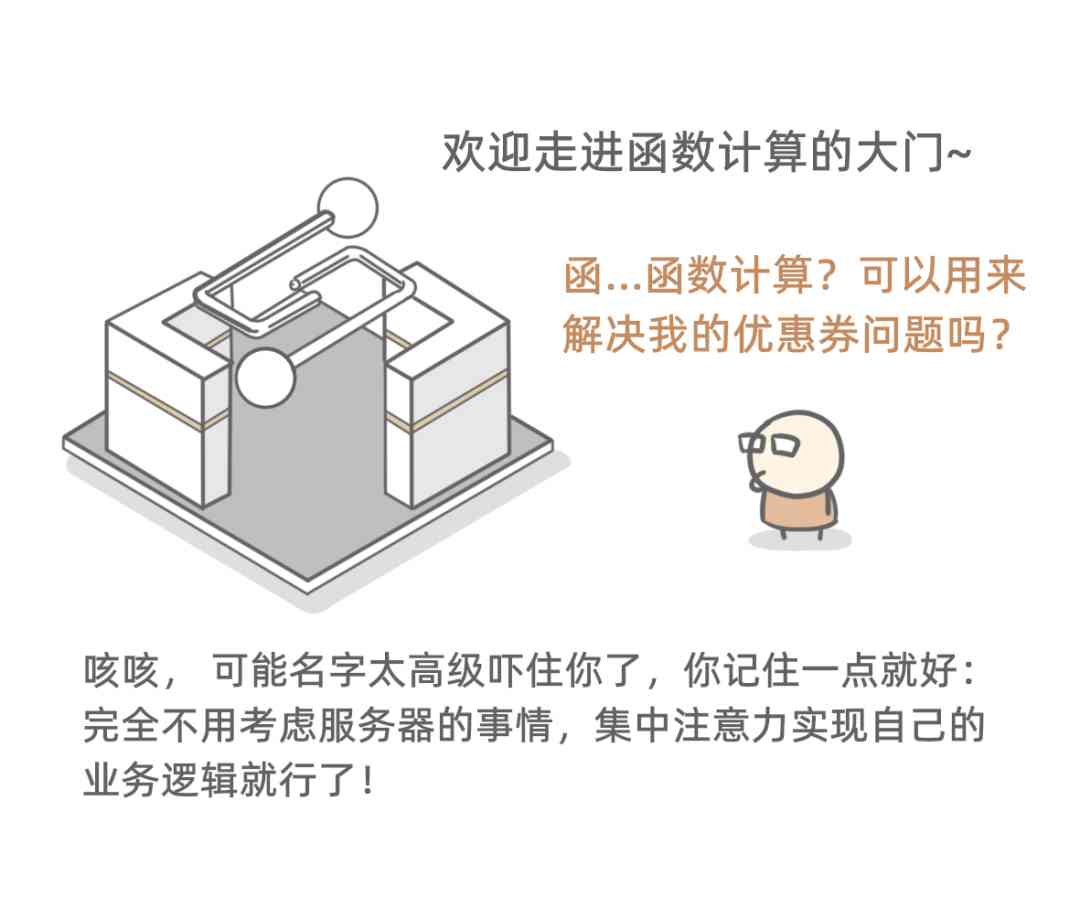 欢迎走进函数计算的大门~
函...函数计算？可以用来
解决我的优惠券问题吗？
咳咳， 可能名字太高级吓住你了，你记住一点就好：
完全不用考虑服务器的事情，集中注意力实现自己的
业务逻辑就行了！